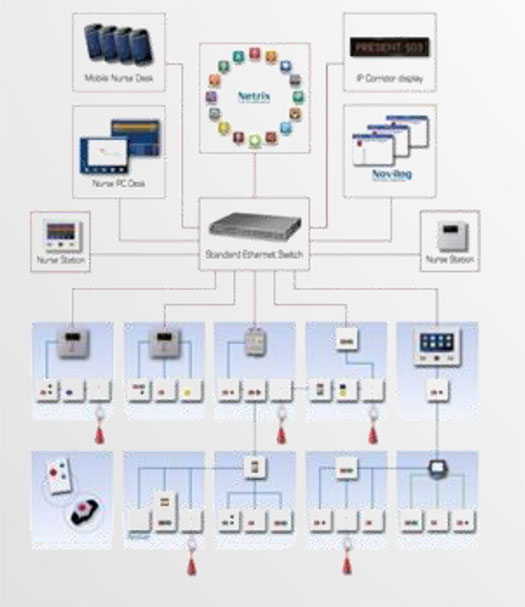 Mobile Nurse Desk
Netrix
PRESENT 503
IP Corridor display
Nurse PC Desk
Novilog
Nurse Station
Standard Ethernet Switch
Nurse Station